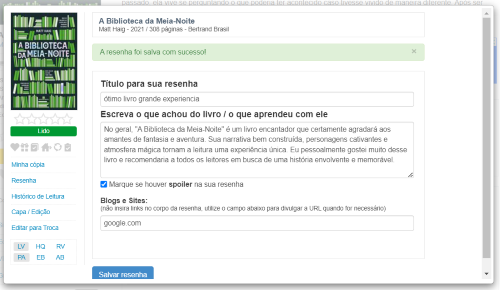 passado, ela vive se perguntando o que poderia ter acontecido caso tivesse vivido de maneira diferente. Após ser
A Biblioteca da Meia-Noite
Matt Haig - 2021 / 308 páginas - Bertrand Brasil
A resenha foi salva com sucesso!
×
A BIBLIOTECA
DA MEIA-NOITE
MATT HAIG
Lido
Minha cópia
Resenha
Histórico de Leitura
Capa / Edição
Editar para Troca
LV HQ RV
PA EB AB
Título para sua resenha
ótimo livro grande experiencia
Escreva o que achou do livro / o que aprendeu com ele
No geral, "A Biblioteca da Meia-Noite" é um livro encantador que certamente agradará aos
amantes de fantasia e aventura. Sua narrativa bem construída, personagens cativantes e
atmosfera mágica tornam a leitura uma experiência única. Eu pessoalmente gostei muito desse
livro e recomendaria a todos os leitores em busca de uma história envolvente e memorável.
Marque se houver spoiler na sua resenha
Blogs e Sites:
(não insira links no corpo da resenha, utilize o campo abaixo para divulgar a URL quando for necessário)
google.com
Salvar resenha